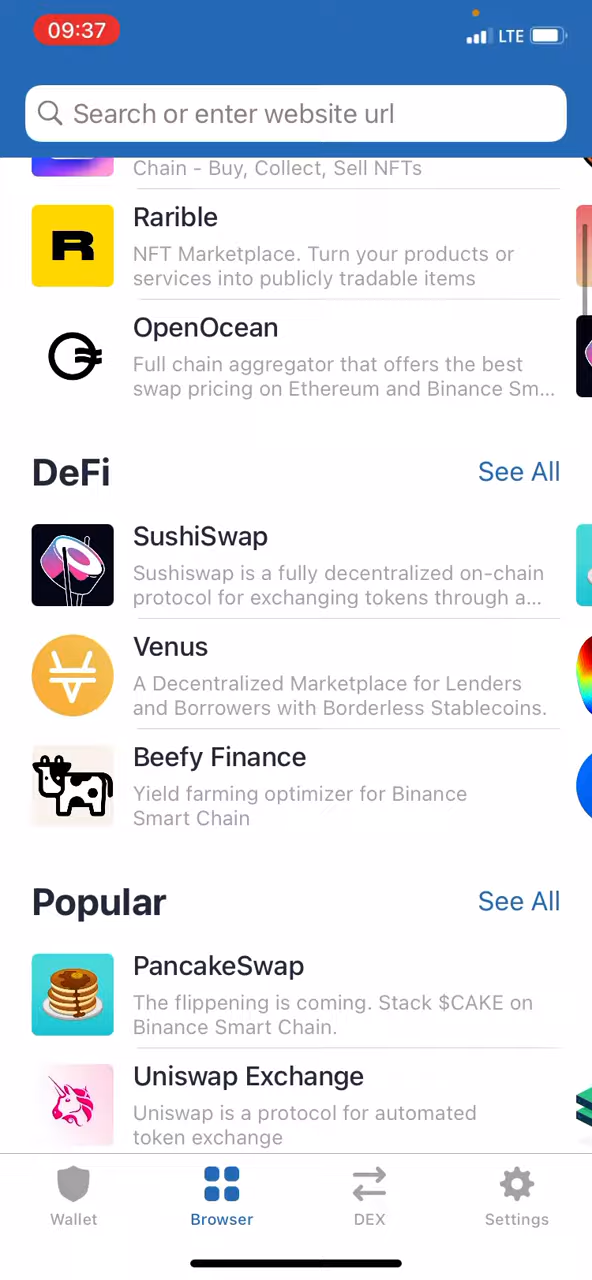 09:37
LTE
Search or enter website url
Chain - Buy, Collect, Sell NFTs
R
Rarible
NFT Marketplace. Turn your products or
services into publicly tradable items
OpenOcean
Full chain aggregator that offers the best
swap pricing on Ethereum and Binance Sm...
DeFi
See All
SushiSwap
Sushiswap is a fully decentralized on-chain
protocol for exchanging tokens through a...
Venus
A Decentralized Marketplace for Lenders
and Borrowers with Borderless Stablecoins.
Beefy Finance
Yield farming optimizer for Binance
Smart Chain
Popular
See All
PancakeSwap
The flippening is coming. Stack $CAKE on
Binance Smart Chain.
Uniswap Exchange
Uniswap is a protocol for automated
token exchange
Wallet
Browser
DEX
Settings